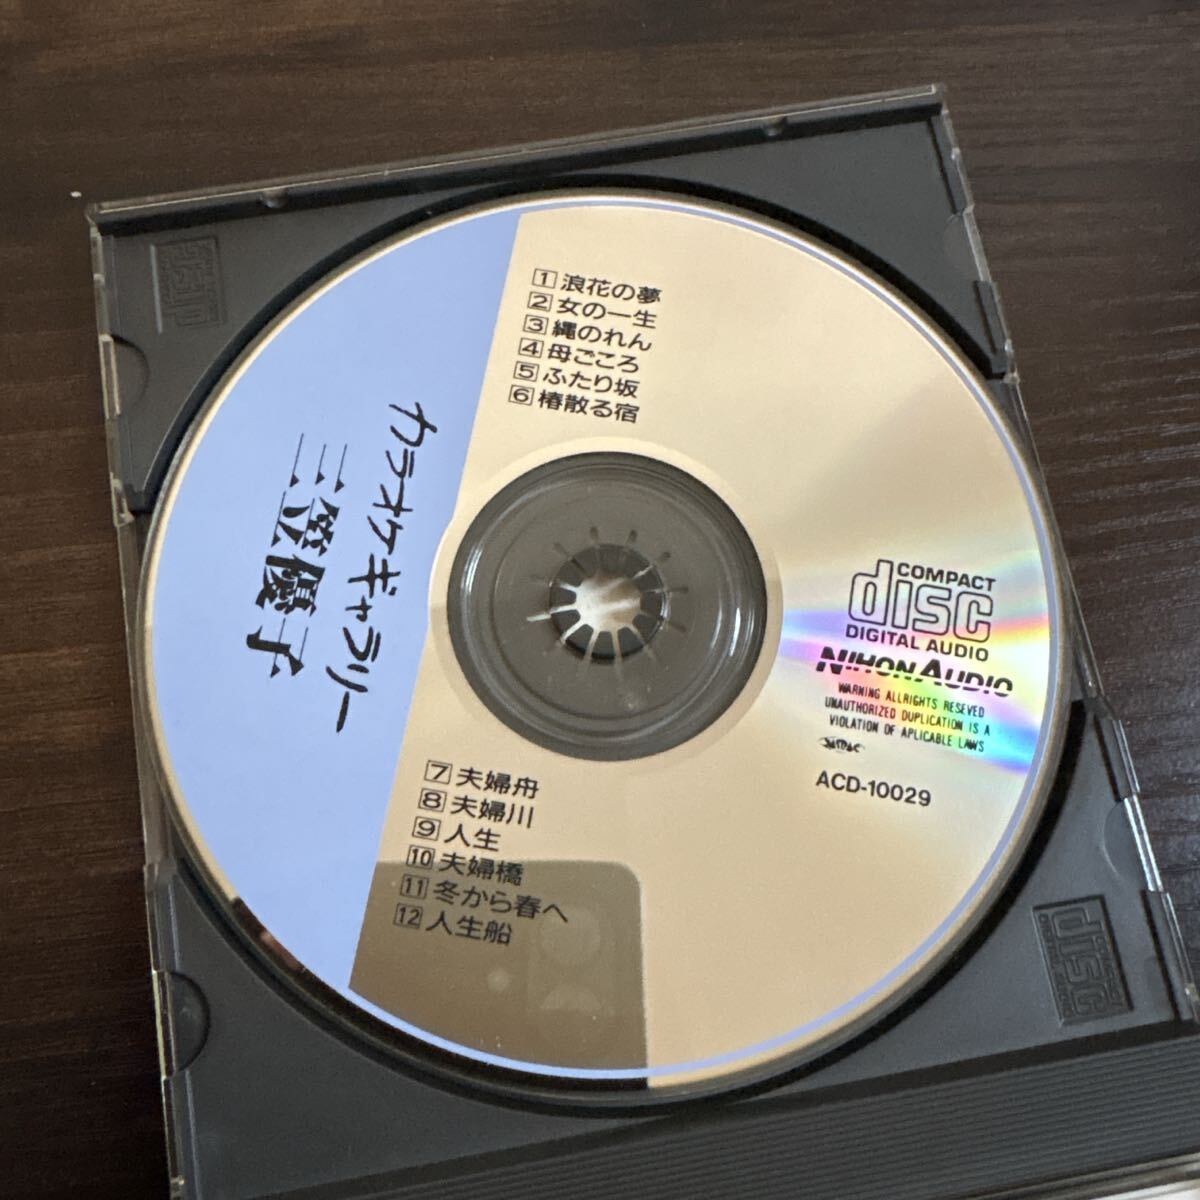 カラオケギャラリー
三笠優子
1 浪花の夢
2 女の一生
3 縄のれん
4 母ごころ
5 ふたり坂
6 椿散る宿
7 夫婦舟
8 夫婦川
9 人生
10 夫婦橋
11 冬から春へ
12 人生船
COMPACT
disc
DIGITAL AUDIO
NIHON AUDIO
WARNING ALLRIGHTS RESEVED
UNAUTHORIZED DUPLICATION IS A
VIOLATION OF APLICABLE LAWS
ACD-10029
disc